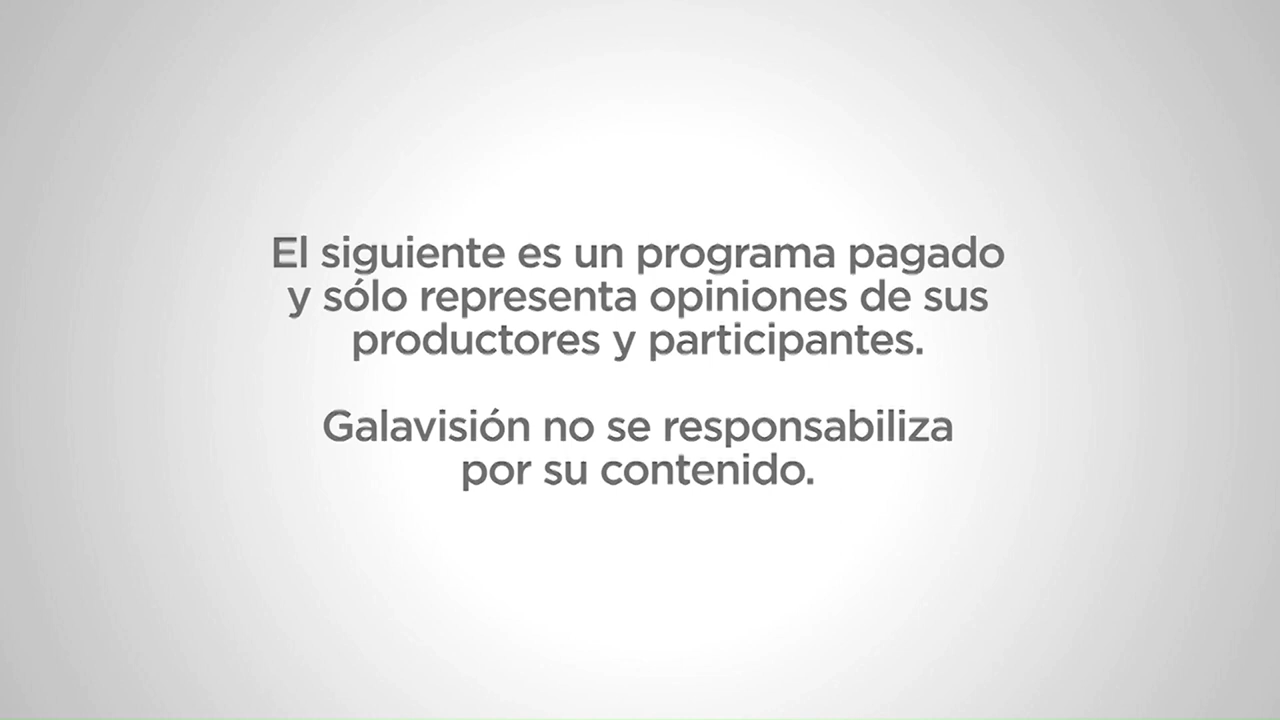 El siguiente es un programa pagado
y sólo representa opiniones de sus
productores y participantes.
Galavisión no se responsabiliza
por su contenido.